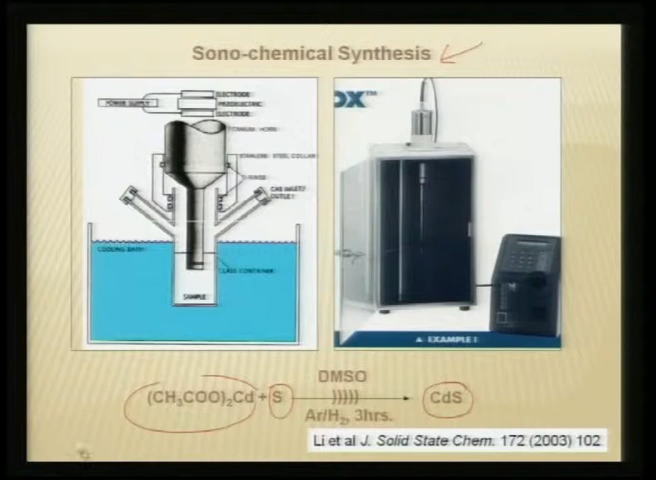 Sono-chemical Synthesis
ELECTRODE
POWER SUPPLY
PIEZOELECTRIC
ELECTRODE
TITANIUM HORN
STAINLESS STEEL COLLAR
O-RINGS
GAS INLET/
OUTLET
COOLING BATH
GLASS CONTAINER
SAMPLE
OX™
A: EXAMPLE I
DMSO
(CH₃COO)₂Cd + S ⟶ CdS
)))))
Ar/H₂, 3hrs.
Li et al J. Solid State Chem. 172 (2003) 102